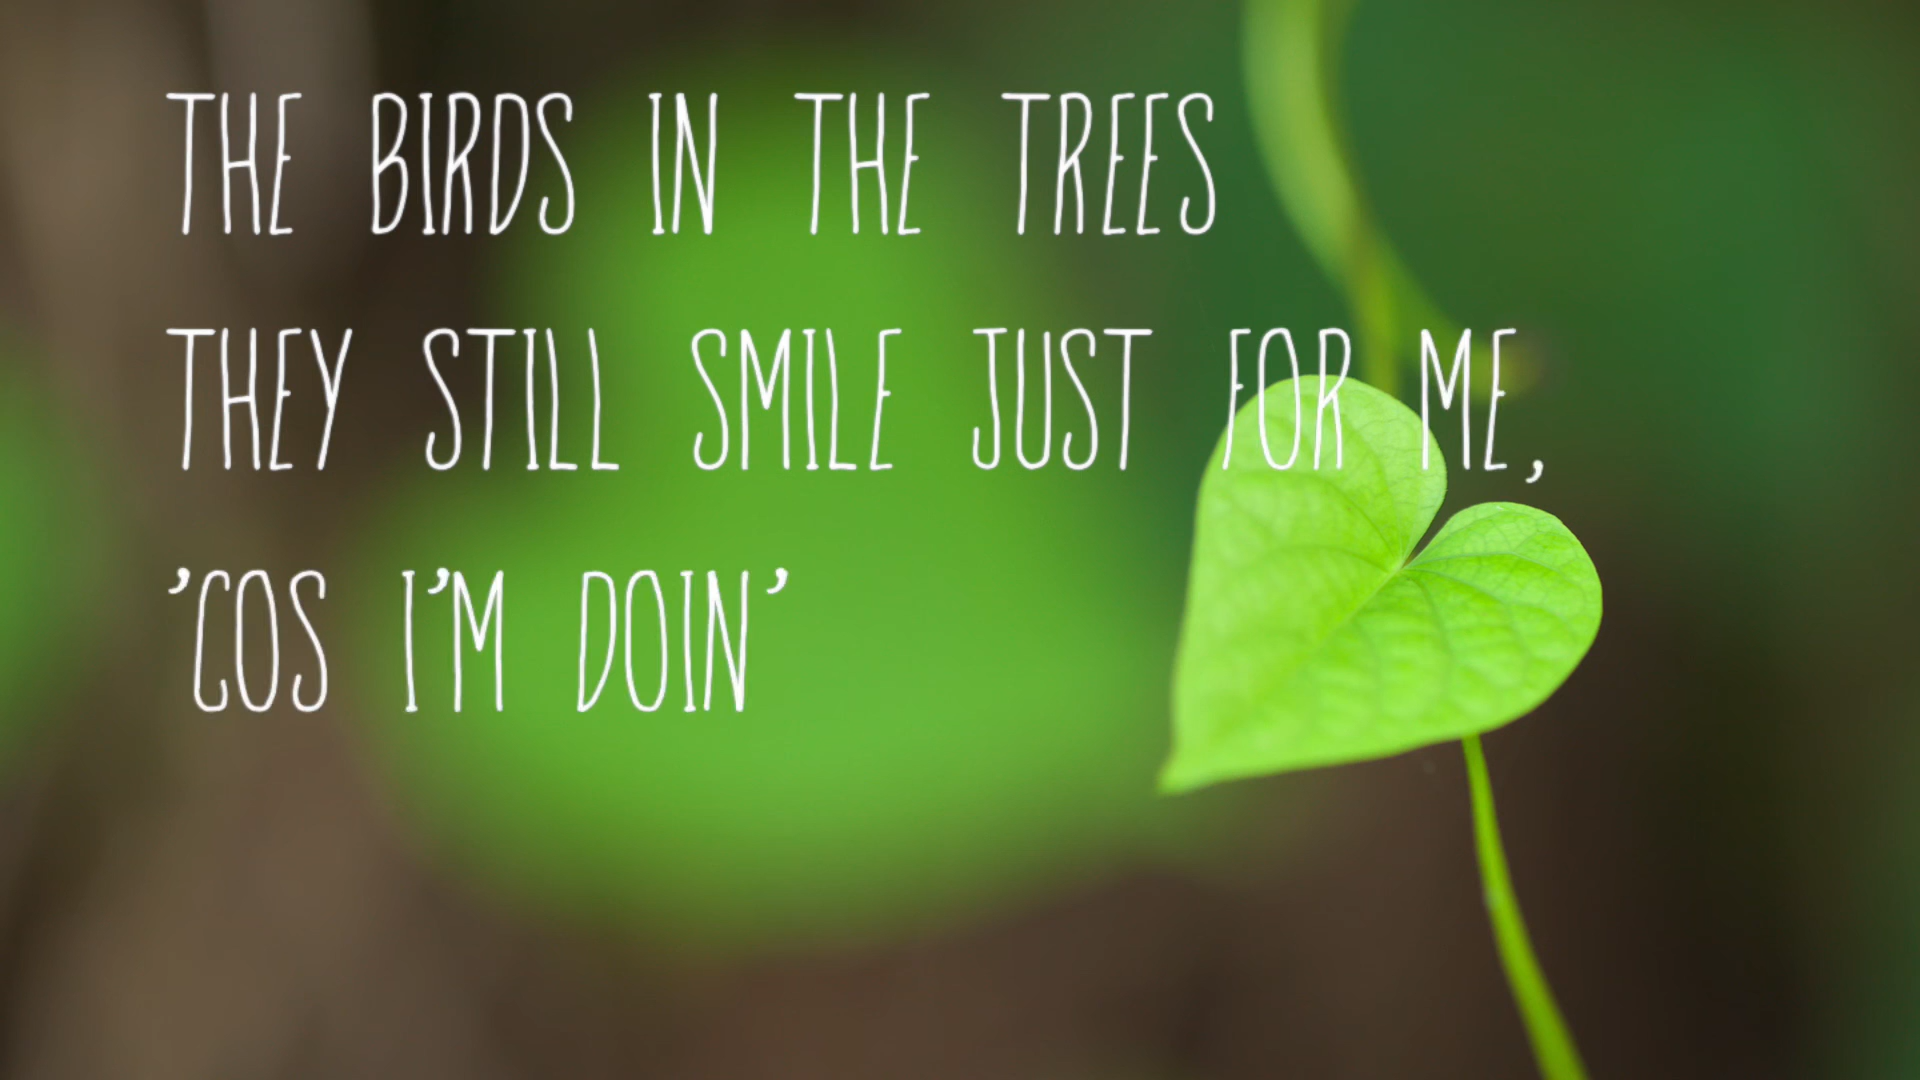 THE BIRDS IN THE TREES
THEY STILL SMILE JUST FOR ME,
'COS I'M DOIN'